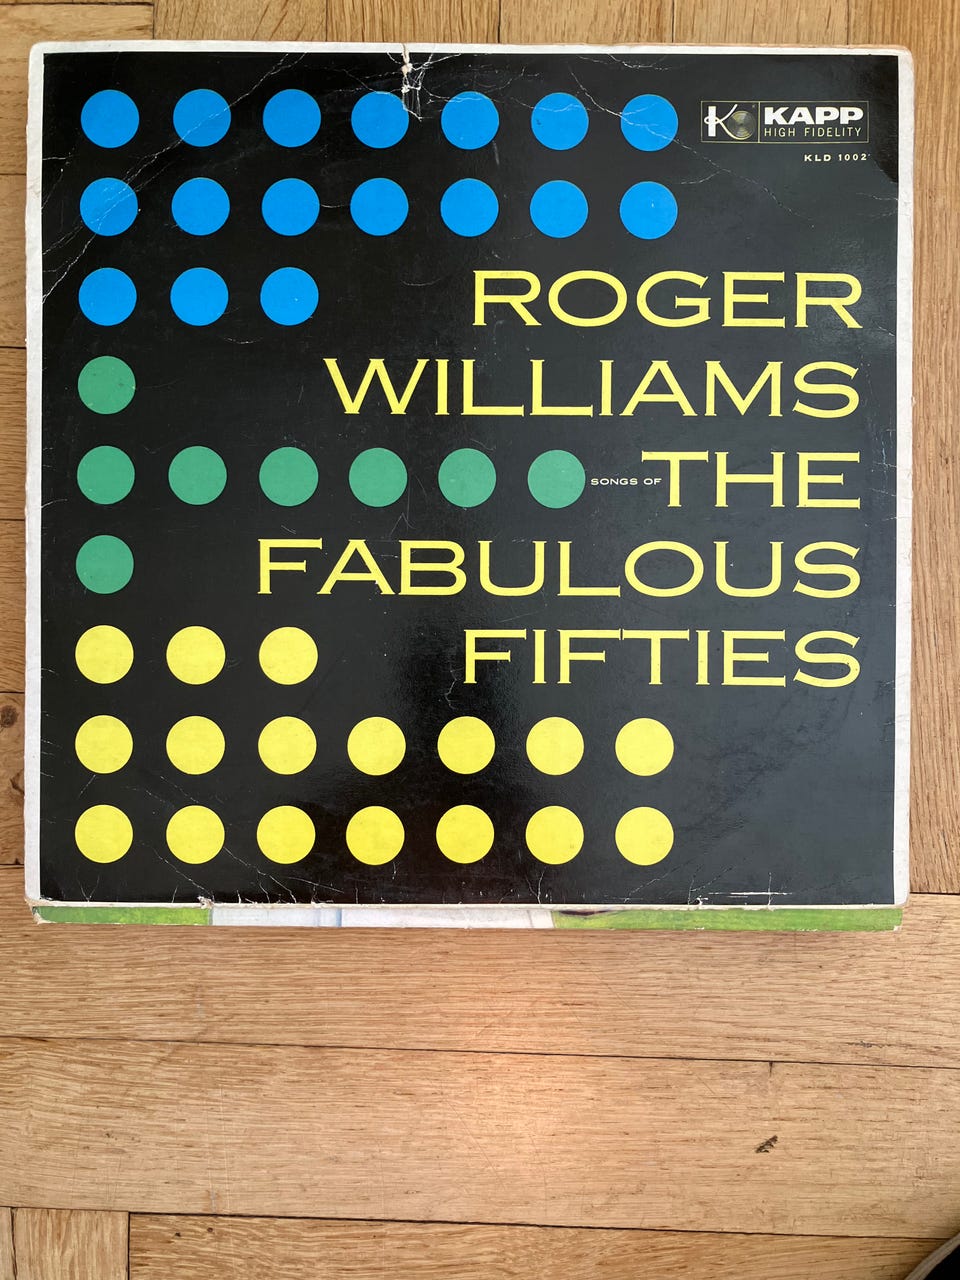 K KAPP
HIGH FIDELITY
KLD 1002
ROGER
WILLIAMS
SONGS OF THE
FABULOUS
FIFTIES